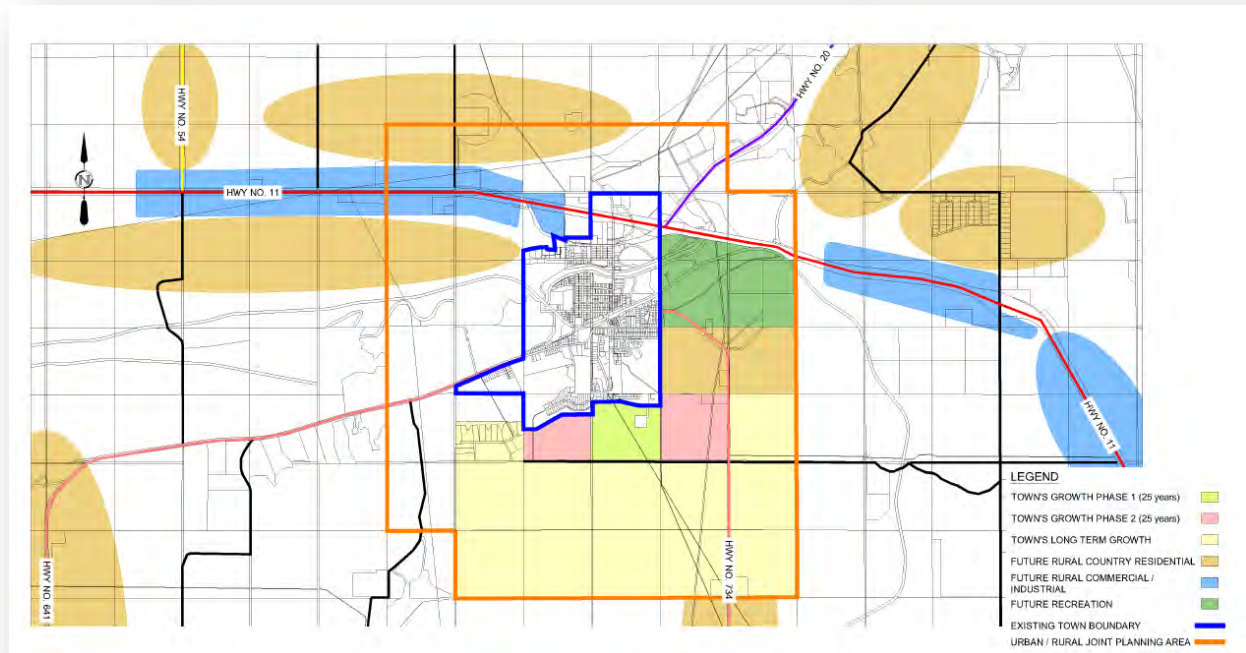 HWY NO. 54
HWY NO. 20
N
HWY NO. 11
HWY NO. 11
HWY NO. 641
HWY NO. 734
LEGEND
TOWN'S GROWTH PHASE 1 (25 years)
TOWN'S GROWTH PHASE 2 (25 years)
TOWN'S LONG TERM GROWTH
FUTURE RURAL COUNTRY RESIDENTIAL
FUTURE RURAL COMMERCIAL /
INDUSTRIAL
FUTURE RECREATION
EXISTING TOWN BOUNDARY
URBAN / RURAL JOINT PLANNING AREA